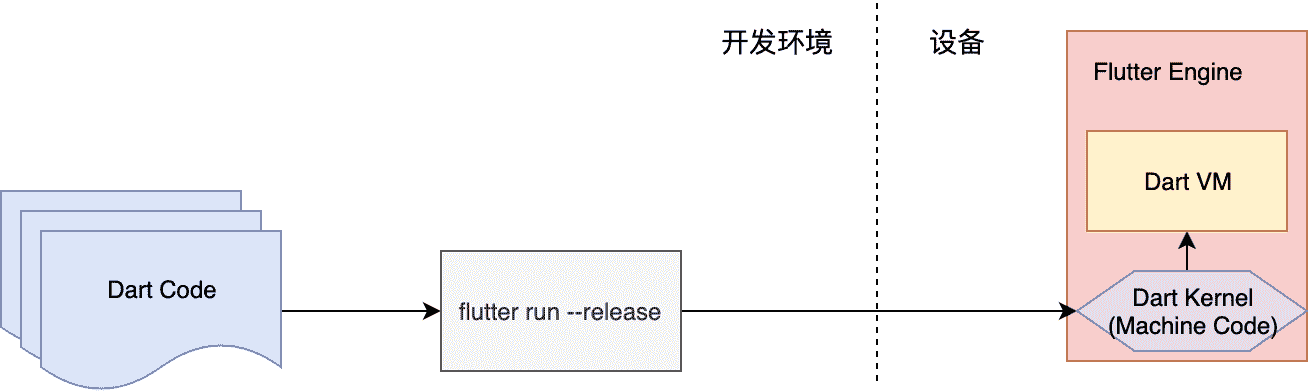 开发环境
设备
Flutter Engine
Dart VM
Dart Code
flutter run --release
Dart Kernel
(Machine Code)